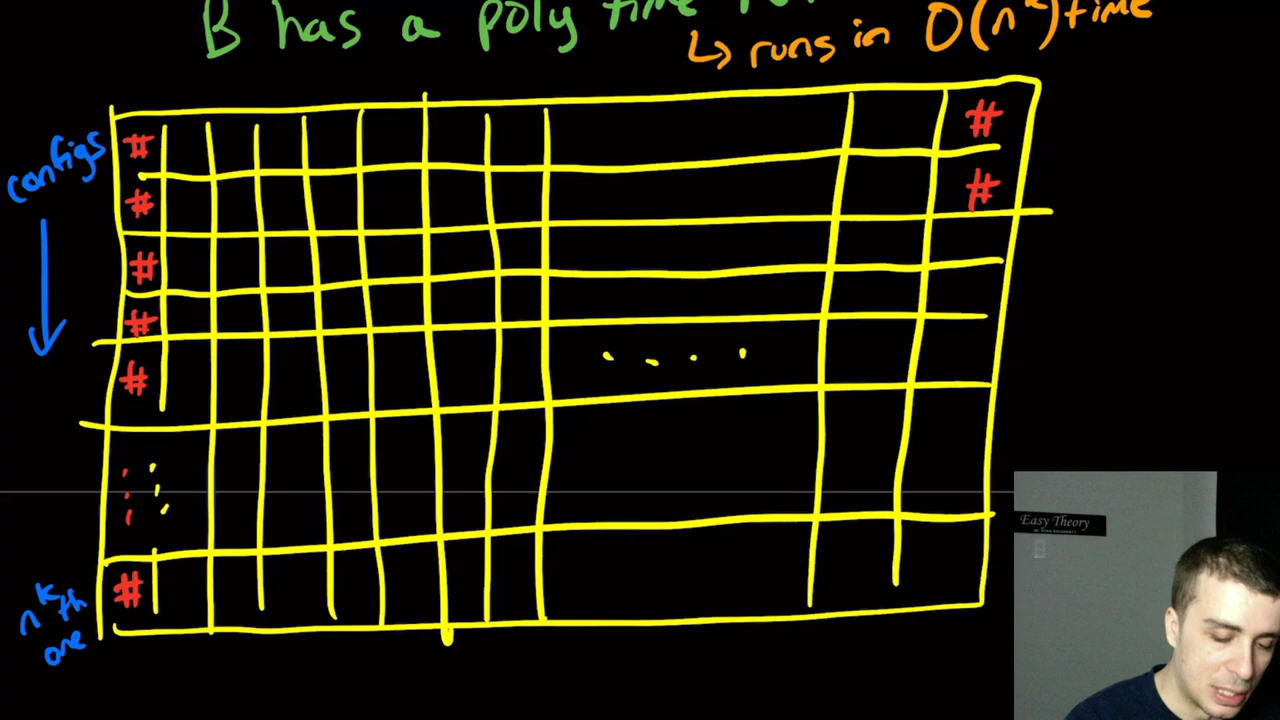 B has a poly time
↳ runs in O(n^k) time
configs
# #
# #
#
#
#
#
n^k th
one
Easy Theory